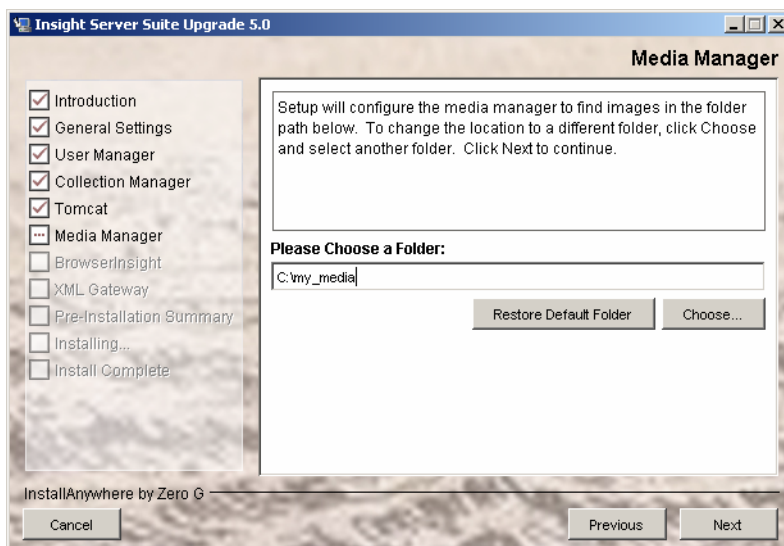 Insight Server Suite Upgrade 5.0
Media Manager
Introduction
General Settings
User Manager
Collection Manager
Tomcat
Media Manager
BrowserInsight
XML Gateway
Pre-Installation Summary
Installing...
Install Complete
Setup will configure the media manager to find images in the folder
path below. To change the location to a different folder, click Choose
and select another folder. Click Next to continue.
Please Choose a Folder:
C:\my_media
Restore Default Folder
Choose...
InstallAnywhere by Zero G
Cancel
Previous
Next